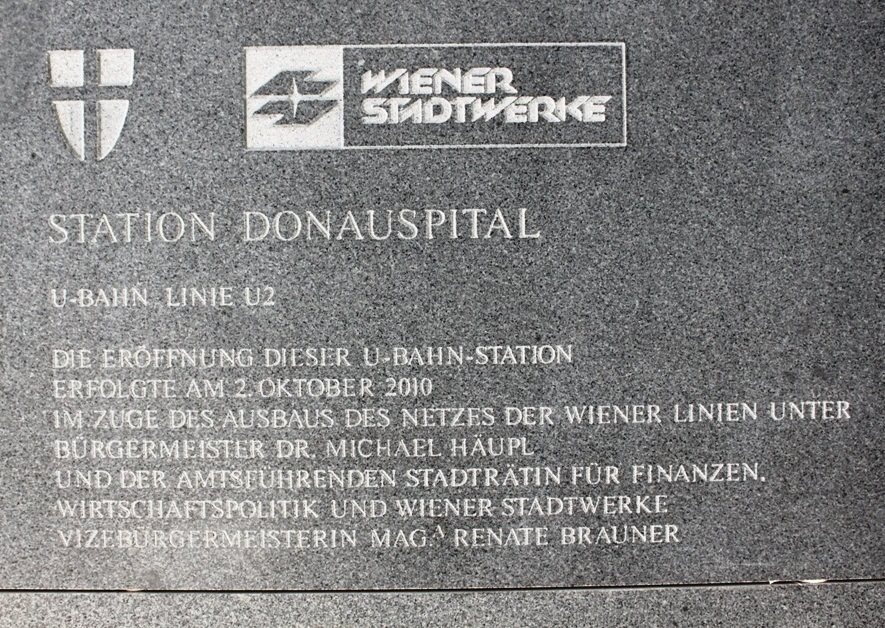 WIENER
STADTWERKE
STATION DONAUSPITAL
U-BAHN LINIE U2
DIE ERÖFFNUNG DIESER U-BAHN-STATION
ERFOLGTE AM 2. OKTOBER 2010
IM ZUGE DES AUSBAUS DES NETZES DER WIENER LINIEN UNTER
BÜRGERMEISTER DR. MICHAEL HÄUPL
UND DER AMTSFÜHRENDEN STADTRÄTIN FÜR FINANZEN,
WIRTSCHAFTSPOLITIK UND WIENER STADTWERKE
VIZEBÜRGERMEISTERIN MAG.ᴬ RENATE BRAUNER